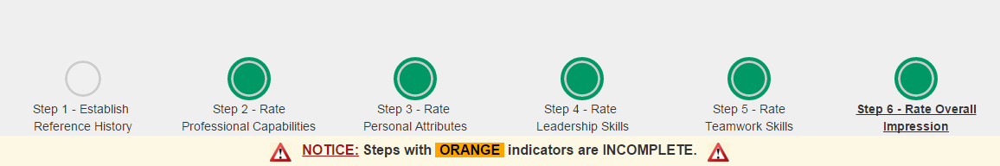 Step 1 - Establish Reference History
Step 2 - Rate Professional Capabilities
Step 3 - Rate Personal Attributes
Step 4 - Rate Leadership Skills
Step 5 - Rate Teamwork Skills
Step 6 - Rate Overall Impression
NOTICE: Steps with ORANGE indicators are INCOMPLETE.